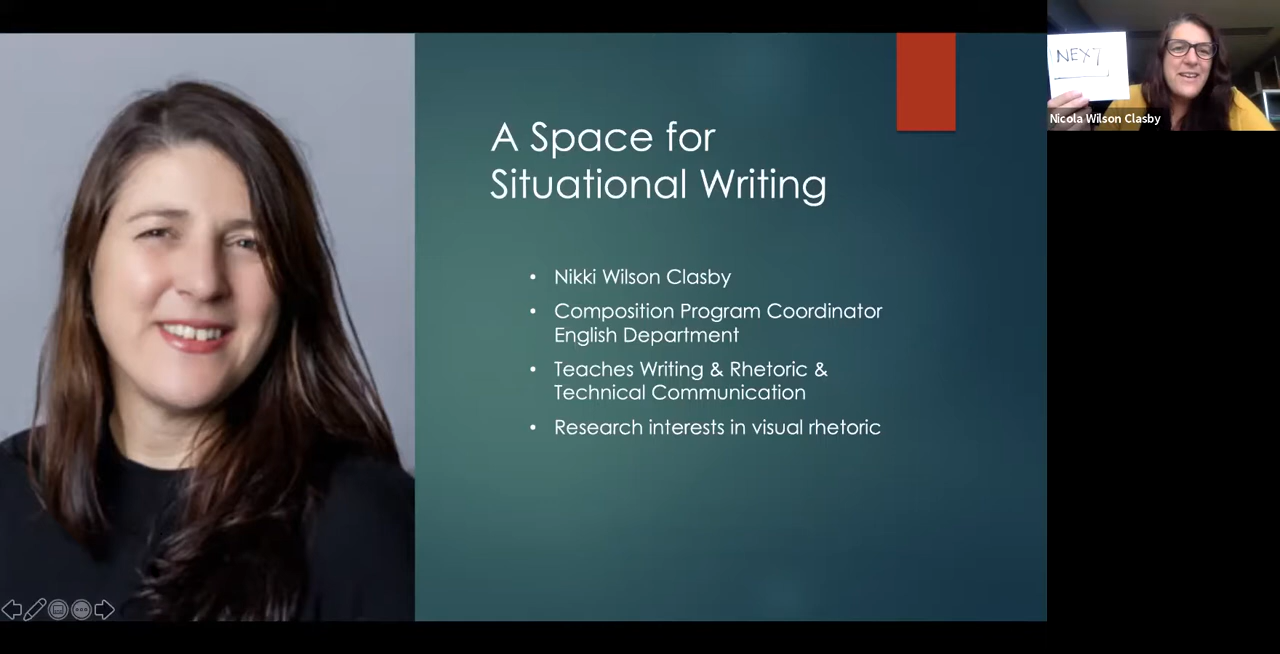 A Space for
Situational Writing
• Nikki Wilson Clasby
• Composition Program Coordinator
English Department
• Teaches Writing & Rhetoric &
Technical Communication
• Research interests in visual rhetoric
NEXT
Nicola Wilson Clasby